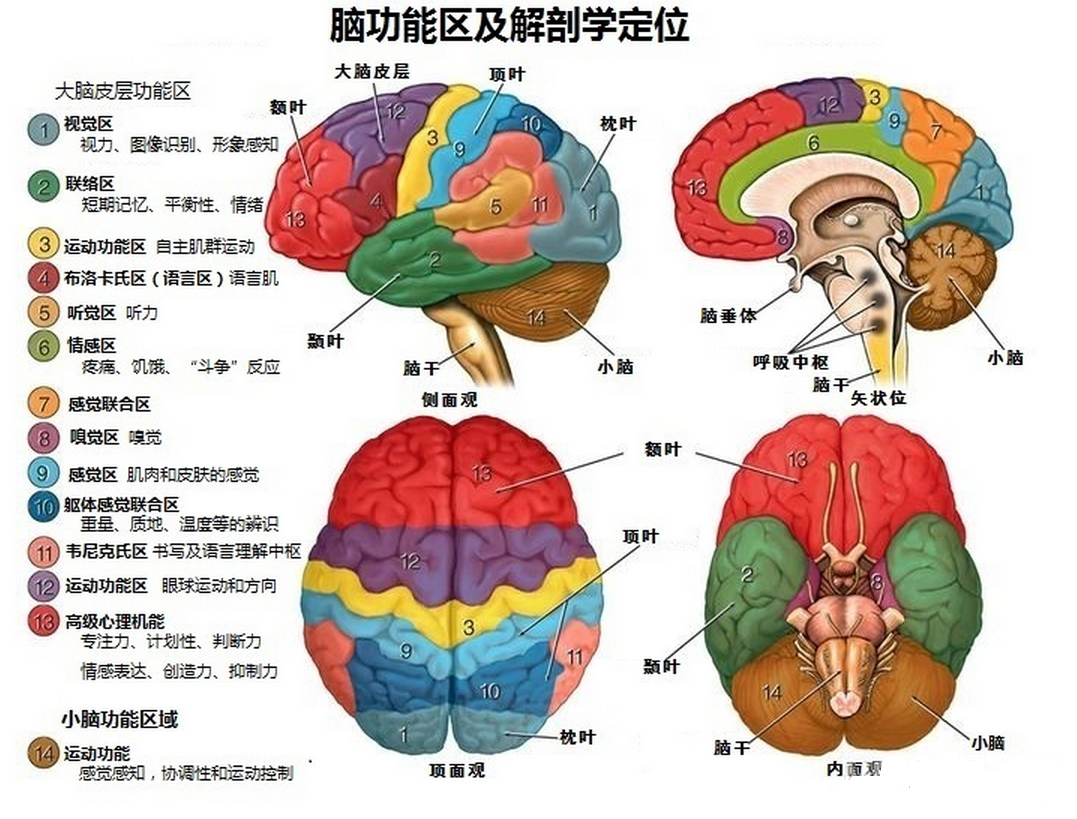 脑功能区及解剖学定位
大脑皮层功能区
1 视觉区
视力、图像识别、形象感知
2 联络区
短期记忆、平衡性、情绪
3 运动功能区 自主肌群运动
4 布洛卡氏区（语言区）语言肌
5 听觉区 听力
6 情感区
疼痛、饥饿、“斗争”反应
7 感觉联合区
8 嗅觉区 嗅觉
9 感觉区 肌肉和皮肤的感觉
10 躯体感觉联合区
重量、质地、温度等的辨识
11 韦尼克氏区 书写及语言理解中枢
12 运动功能区 眼球运动和方向
13 高级心理机能
专注力、计划性、判断力
情感表达、创造力、抑制力
小脑功能区域
14 运动功能
感觉感知，协调性和运动控制
大脑皮层
顶叶
额叶
枕叶
12
3
9
10
13
4
5
11
1
2
14
颞叶
脑干
小脑
侧面观
12
3
9
7
6
13
1
8
14
脑垂体
呼吸中枢
脑干
小脑
矢状位
13
12
3
9
11
10
1
额叶
顶叶
枕叶
顶面观
13
2
8
14
颞叶
脑干
小脑
内面观